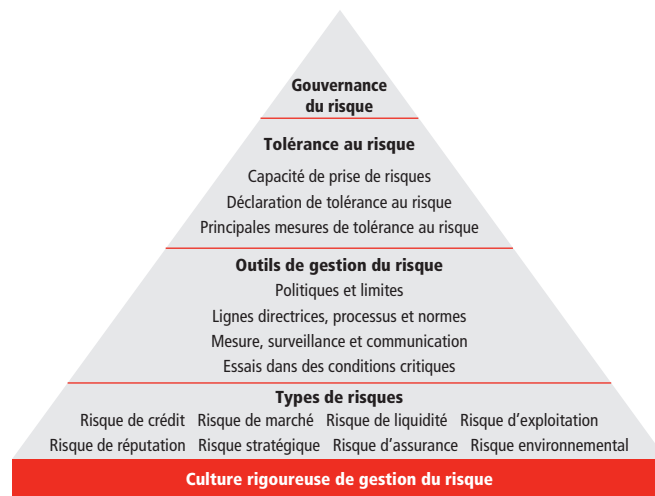 Gouvernance
du risque
Tolérance au risque
Capacité de prise de risques
Déclaration de tolérance au risque
Principales mesures de tolérance au risque
Outils de gestion du risque
Politiques et limites
Lignes directrices, processus et normes
Mesure, surveillance et communication
Essais dans des conditions critiques
Types de risques
Risque de crédit Risque de marché Risque de liquidité Risque d'exploitation
Risque de réputation Risque stratégique Risque d'assurance Risque environnemental
Culture rigoureuse de gestion du risque